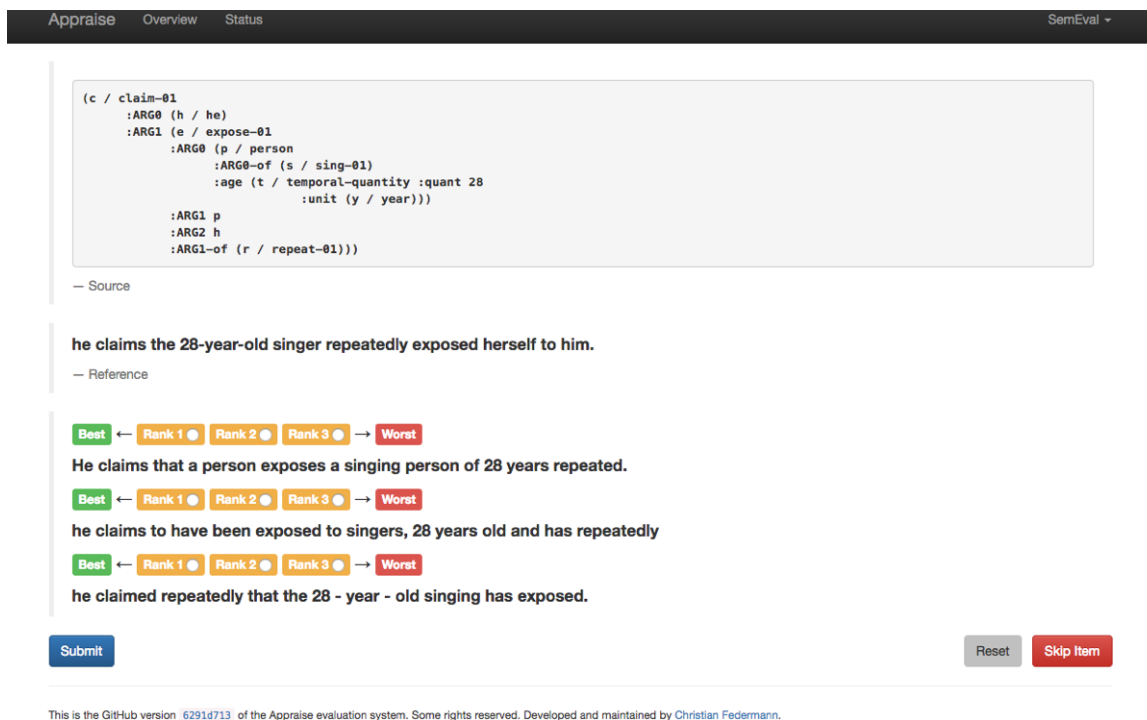 Appraise Overview Status SemEval
(c / claim-01
:ARG0 (h / he)
:ARG1 (e / expose-01
:ARG0 (p / person
:ARG0-of (s / sing-01)
:age (t / temporal-quantity :quant 28
:unit (y / year)))
:ARG1 p
:ARG2 h
:ARG1-of (r / repeat-01)))
— Source
he claims the 28-year-old singer repeatedly exposed herself to him.
— Reference
Best ← Rank 1 Rank 2 Rank 3 → Worst
He claims that a person exposes a singing person of 28 years repeated.
Best ← Rank 1 Rank 2 Rank 3 → Worst
he claims to have been exposed to singers, 28 years old and has repeatedly
Best ← Rank 1 Rank 2 Rank 3 → Worst
he claimed repeatedly that the 28 - year - old singing has exposed.
Submit Reset Skip Item
This is the GitHub version 6291d713 of the Appraise evaluation system. Some rights reserved. Developed and maintained by Christian Federmann.